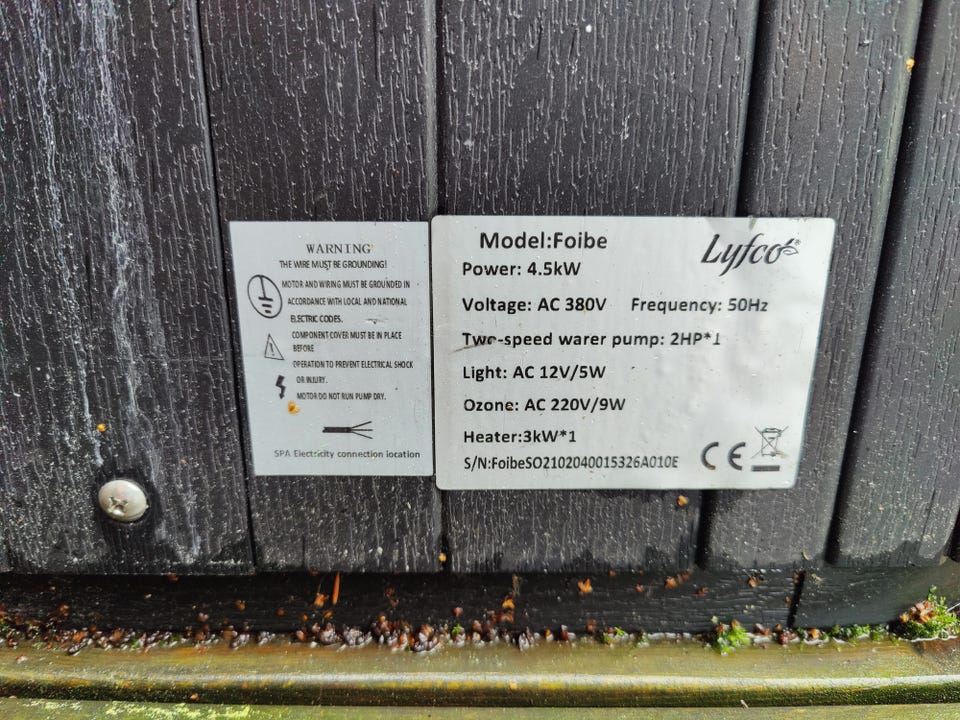 WARNING
THE WIRE MUST BE GROUNDING!
MOTOR AND WIRING MUST BE GROUNDED IN
ACCORDANCE WITH LOCAL AND NATIONAL
ELECTRIC CODES.
COMPONENT COVER MUST BE IN PLACE
BEFORE
OPERATION TO PREVENT ELECTRICAL SHOCK
OR INJURY.
MOTOR DO NOT RUN PUMP DRY.
SPA Electricity connection location
Model:Foibe
Lyfco®
Power: 4.5kW
Voltage: AC 380V Frequency: 50Hz
Two-speed warer pump: 2HP*1
Light: AC 12V/5W
Ozone: AC 220V/9W
Heater:3kW*1
S/N:FoibeSO2102040015326A010E
CE